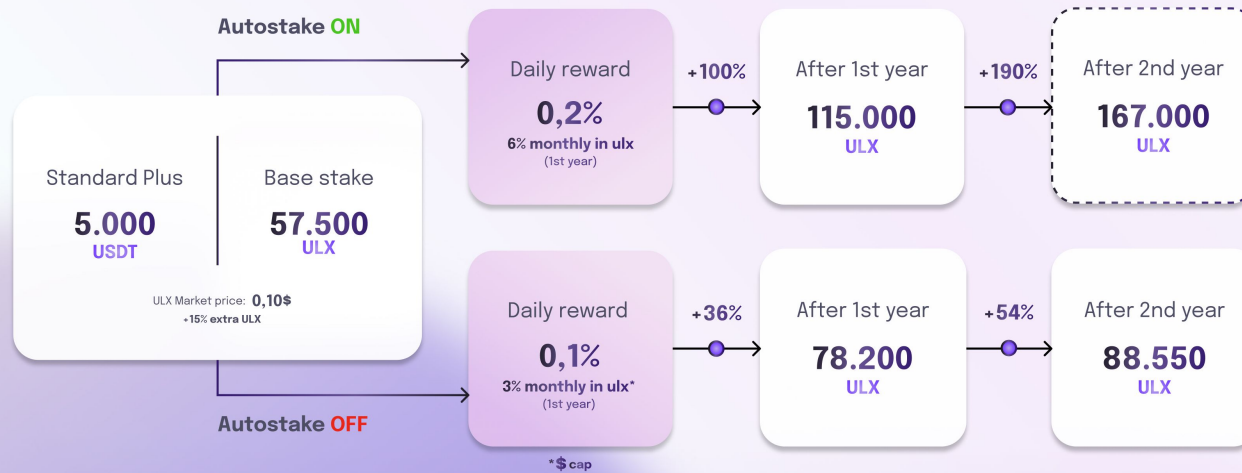 Autostake ON
Standard Plus
5.000
USDT
Base stake
57.500
ULX
ULX Market price: 0,10$
+15% extra ULX
Daily reward
0,2%
6% monthly in ulx
(1st year)
+100%
After 1st year
115.000
ULX
+190%
After 2nd year
167.000
ULX
Autostake OFF
Daily reward
0,1%
3% monthly in ulx*
(1st year)
*$ cap
+36%
After 1st year
78.200
ULX
+54%
After 2nd year
88.550
ULX